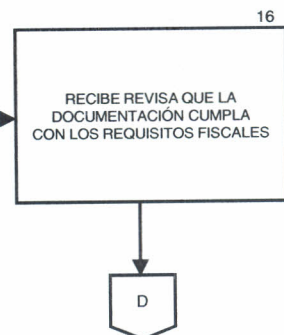 16
RECIBE REVISA QUE LA
DOCUMENTACIÓN CUMPLA
CON LOS REQUISITOS FISCALES
D